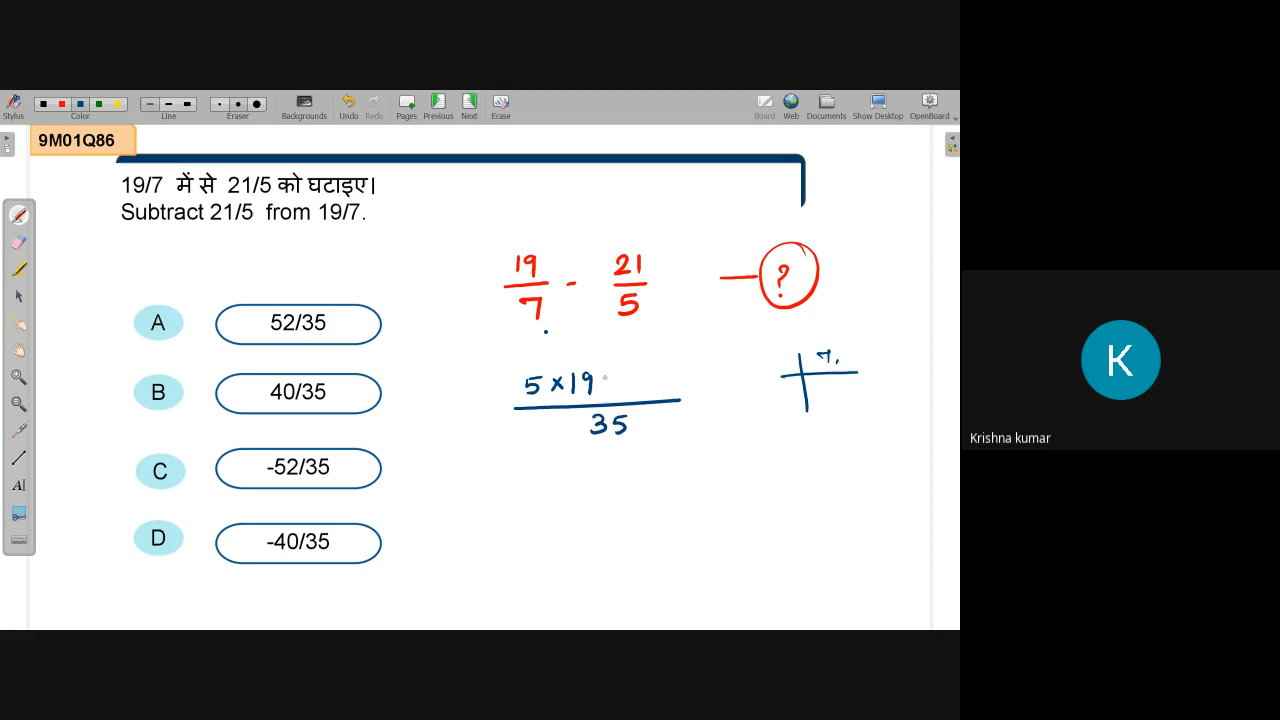 Stylus
Color
Line
Eraser
Backgrounds
Undo
Redo
Pages
Previous
Next
Erase
Board
Web
Documents
Show Desktop
OpenBoard
9M01Q86
19/7 में से 21/5 को घटाइए।
Subtract 21/5 from 19/7.
19/7 - 21/5 — ?
5 × 19
35
7,
A 52/35
B 40/35
C -52/35
D -40/35
K
Krishna kumar